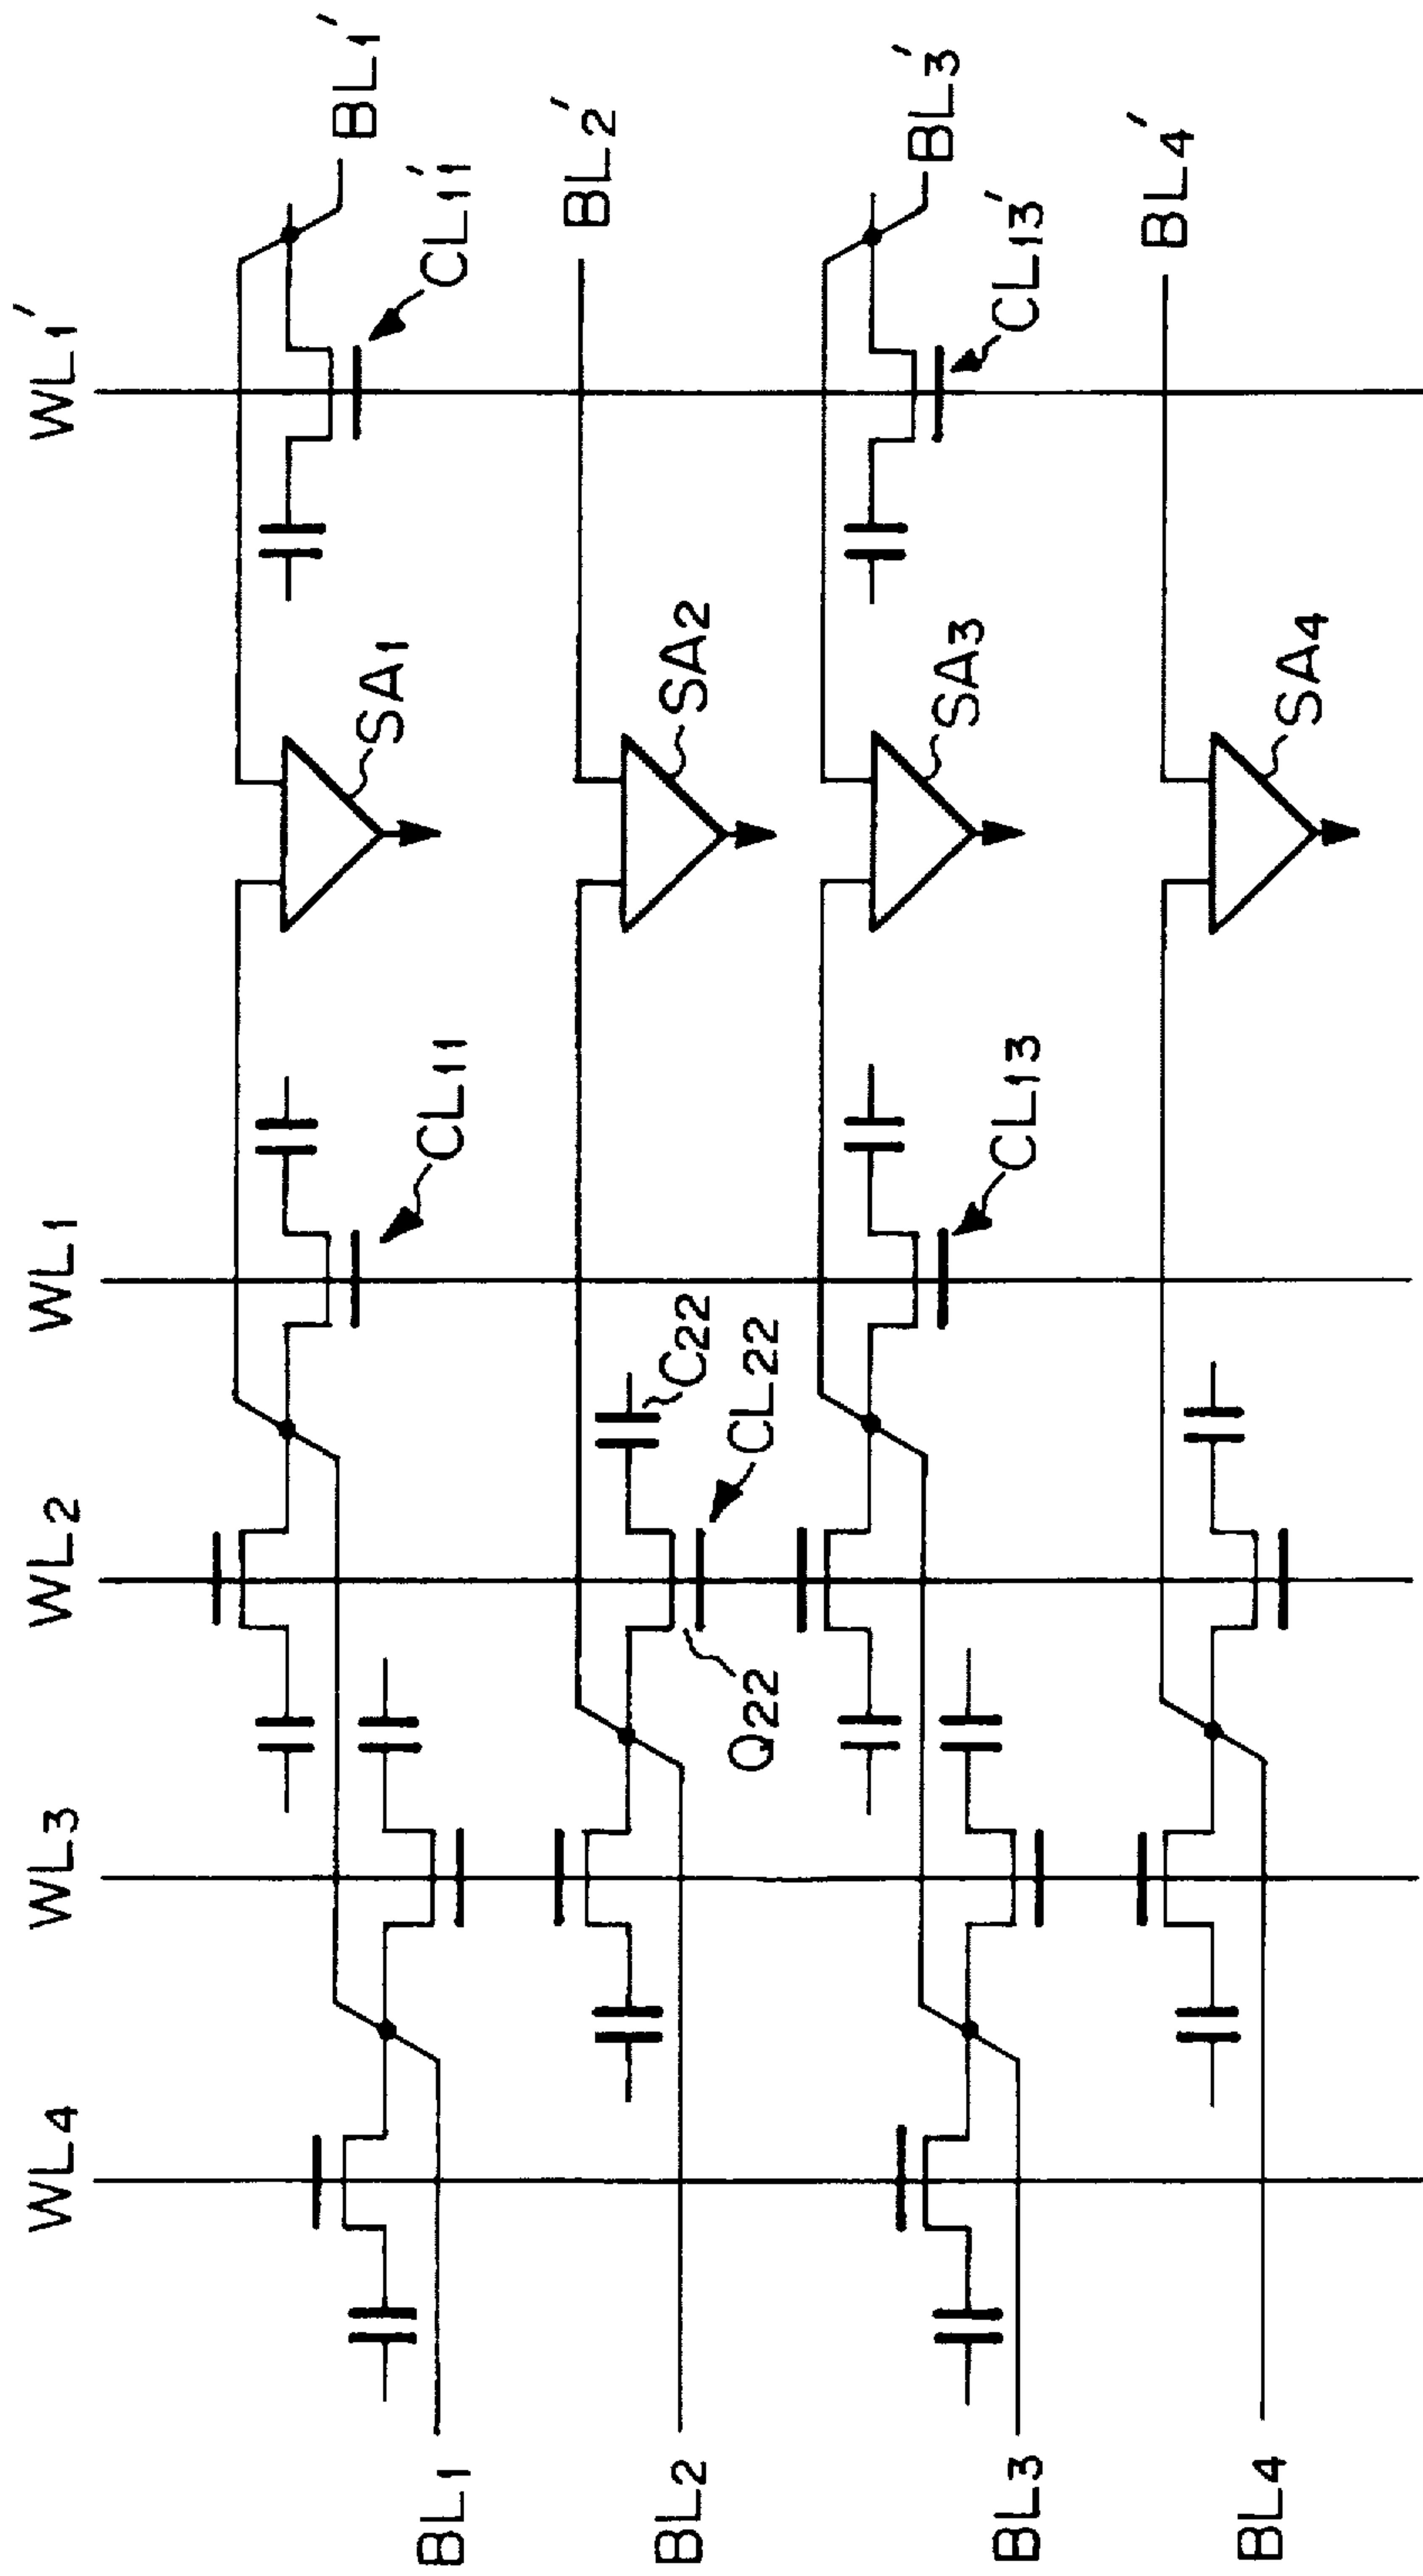 WL4
WL3
WL2
WL1
WL1'
BL1
BL2
BL3
BL4
CL11
SA1
CL11'
BL1'
Q22
CL22
C22
SA2
BL2'
CL13
SA3
CL13'
BL3'
SA4
BL4'